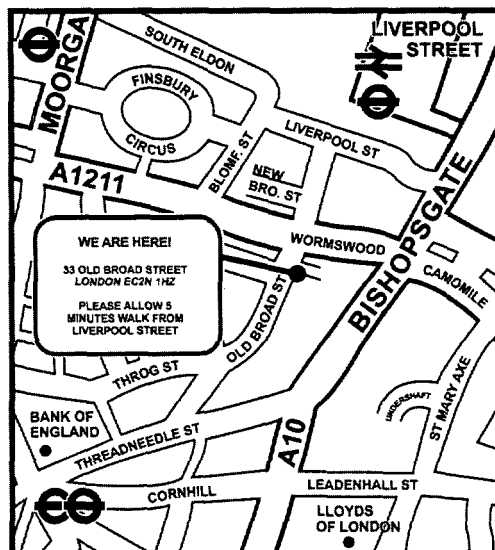 LIVERPOOL
STREET
SOUTH ELDON
MOORGA
FINSBURY
CIRCUS
BLOMF. ST
LIVERPOOL ST
NEW
BRO. ST
A1211
WORMSWOOD
BISHOPSGATE
CAMOMILE
WE ARE HERE!
33 OLD BROAD STREET
LONDON EC2N 1HZ
PLEASE ALLOW 5
MINUTES WALK FROM
LIVERPOOL STREET
OLD BROAD ST
THROG ST
UNDERSHAFT
ST MARY AXE
BANK OF
ENGLAND
THREADNEEDLE ST
A10
CORNHILL
LEADENHALL ST
LLOYDS
OF LONDON